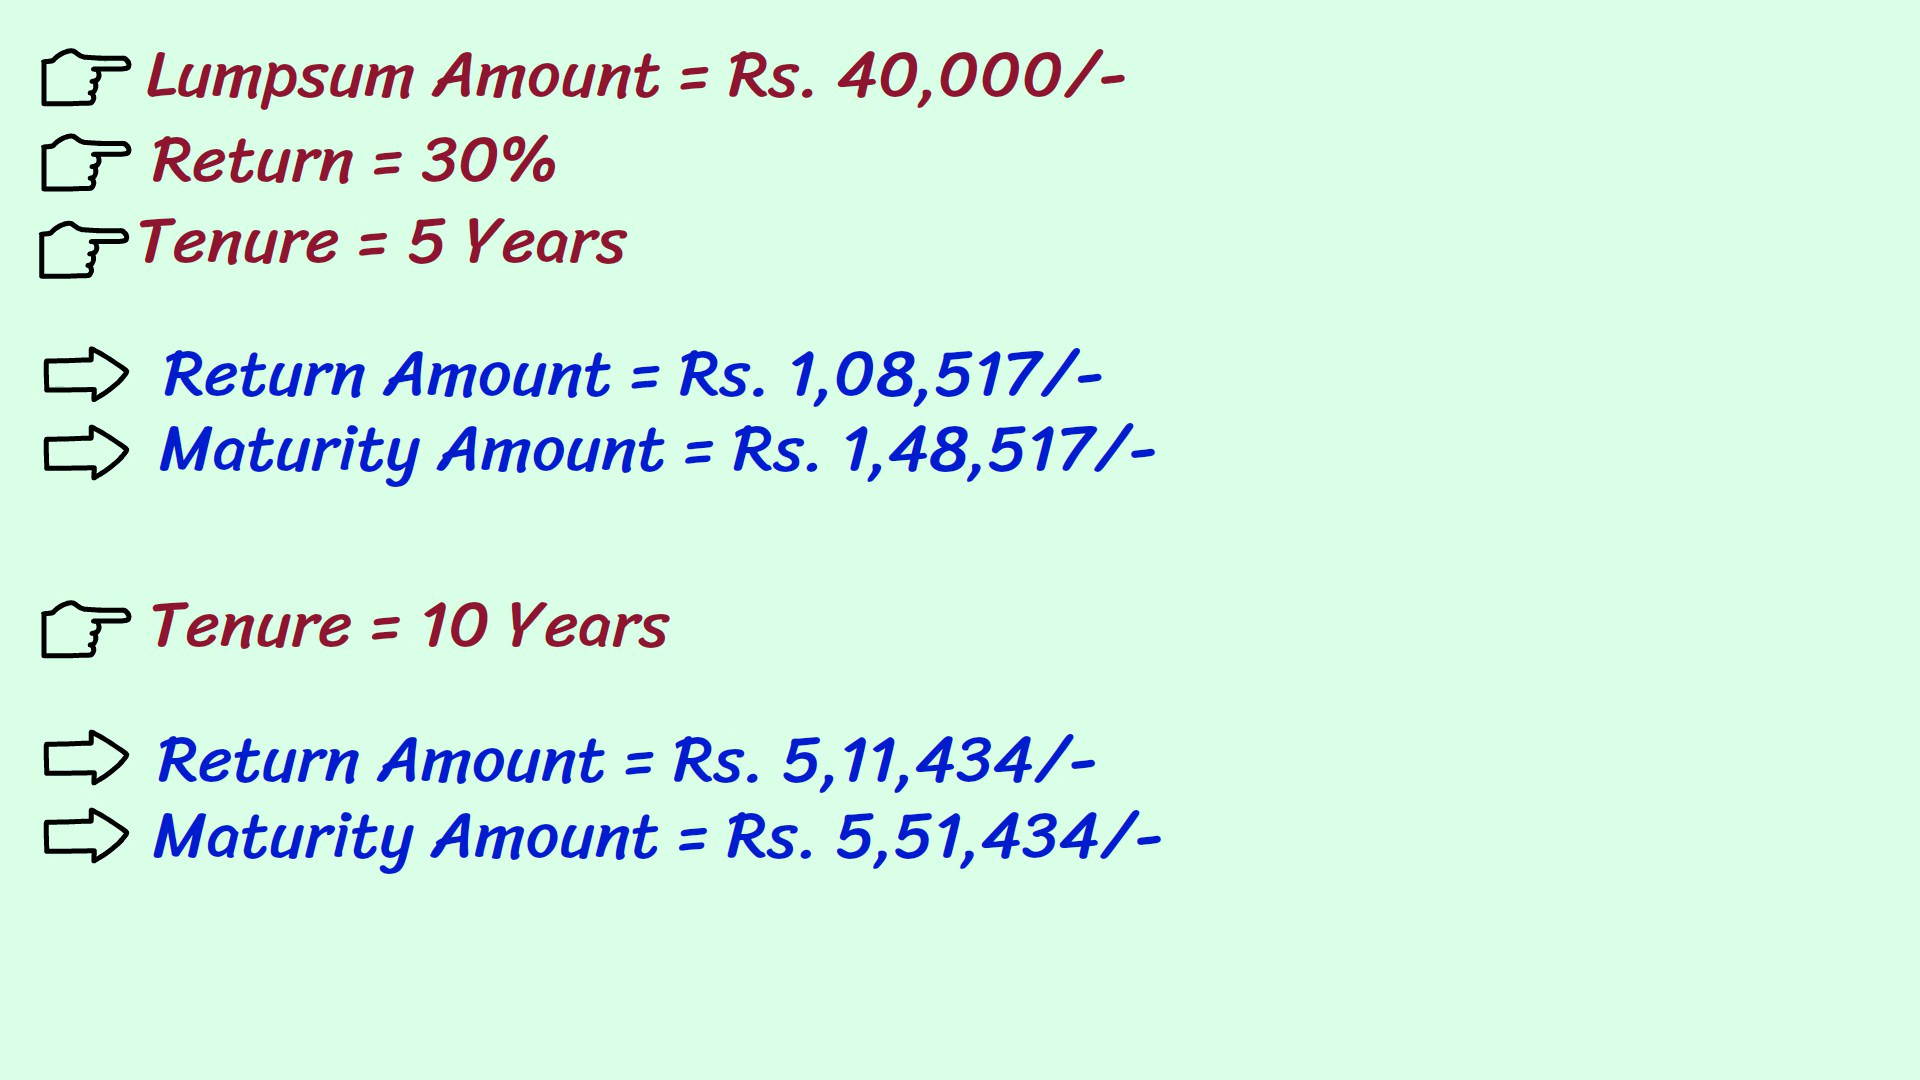 Lumpsum Amount = Rs. 40,000/-
Return = 30%
Tenure = 5 Years
Return Amount = Rs. 1,08,517/-
Maturity Amount = Rs. 1,48,517/-
Tenure = 10 Years
Return Amount = Rs. 5,11,434/-
Maturity Amount = Rs. 5,51,434/-